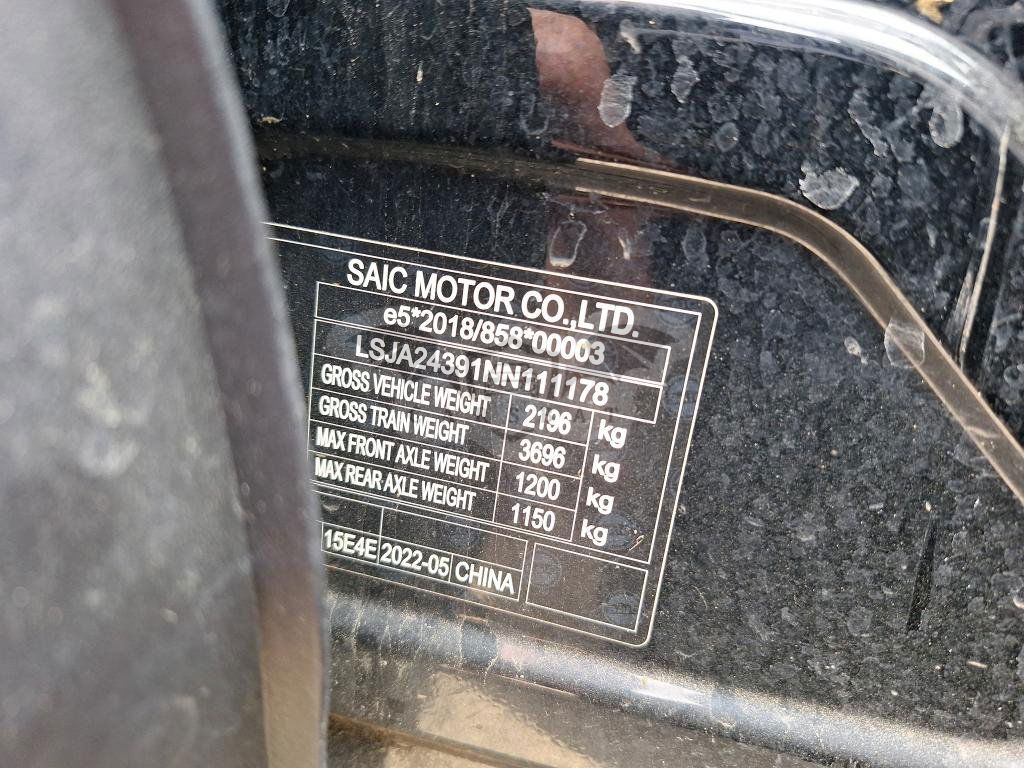 SAIC MOTOR CO.,LTD.
e5*2018/858*00003
LSJA24391NN111178
GROSS VEHICLE WEIGHT 2196 kg
GROSS TRAIN WEIGHT 3696 kg
MAX FRONT AXLE WEIGHT 1200 kg
MAX REAR AXLE WEIGHT 1150 kg
15E4E 2022-05 CHINA